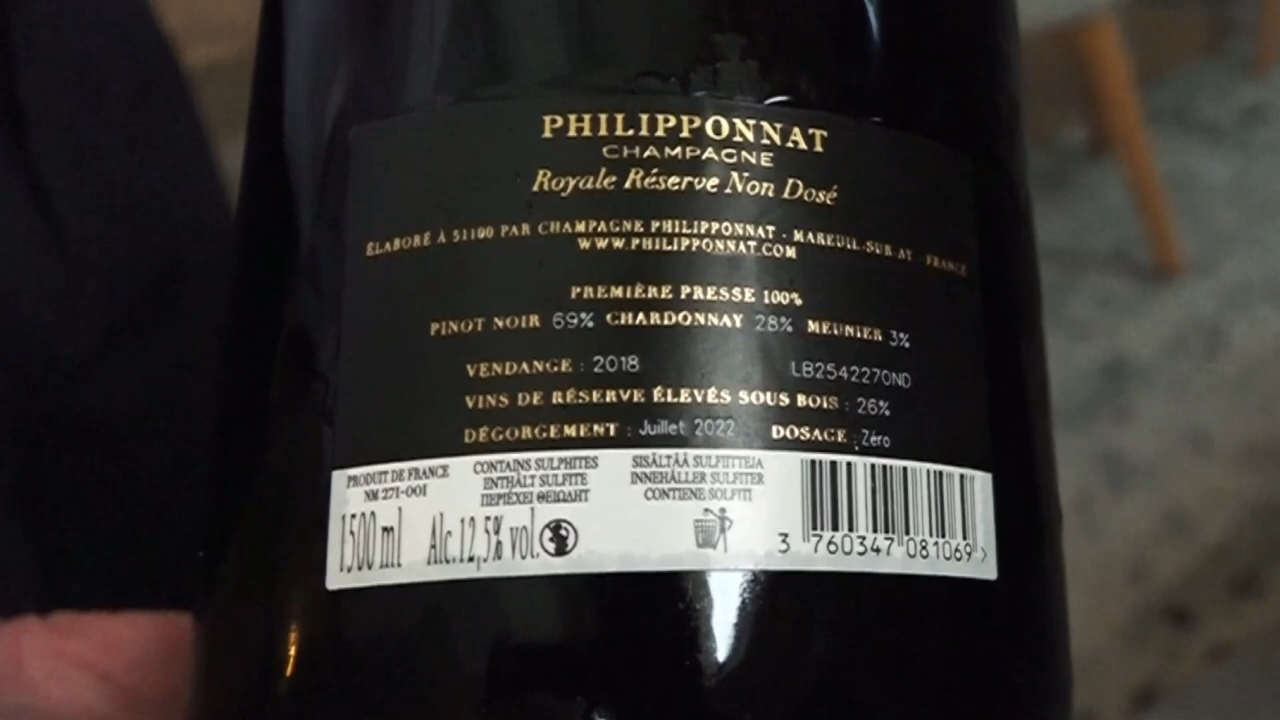 PHILIPPONNAT
CHAMPAGNE
Royale Réserve Non Dosé
ÉLABORÉ À 51190 PAR CHAMPAGNE PHILIPPONNAT - MAREUIL-SUR-AY - FRANCE
WWW.PHILIPPONNAT.COM
PREMIÈRE PRESSE 100%
PINOT NOIR 69% CHARDONNAY 28% MEUNIER 3%
VENDANGE : 2018 LB2542270ND
VINS DE RÉSERVE ÉLEVÉS SOUS BOIS : 26%
DÉGORGEMENT : Juillet 2022 DOSAGE : Zéro
PRODUIT DE FRANCE
NM 271-001
CONTAINS SULPHITES
ENTHÄLT SULFITE
ΠΕΡΙΕΧΕΙ ΘΕΙΩΔΗ
SISÄLTÄÄ SULFIITTEJA
INNEHÅLLER SULFITER
CONTIENE SOLFITI
1500 ml Alc.12,5% vol.
3 760347 081069 >